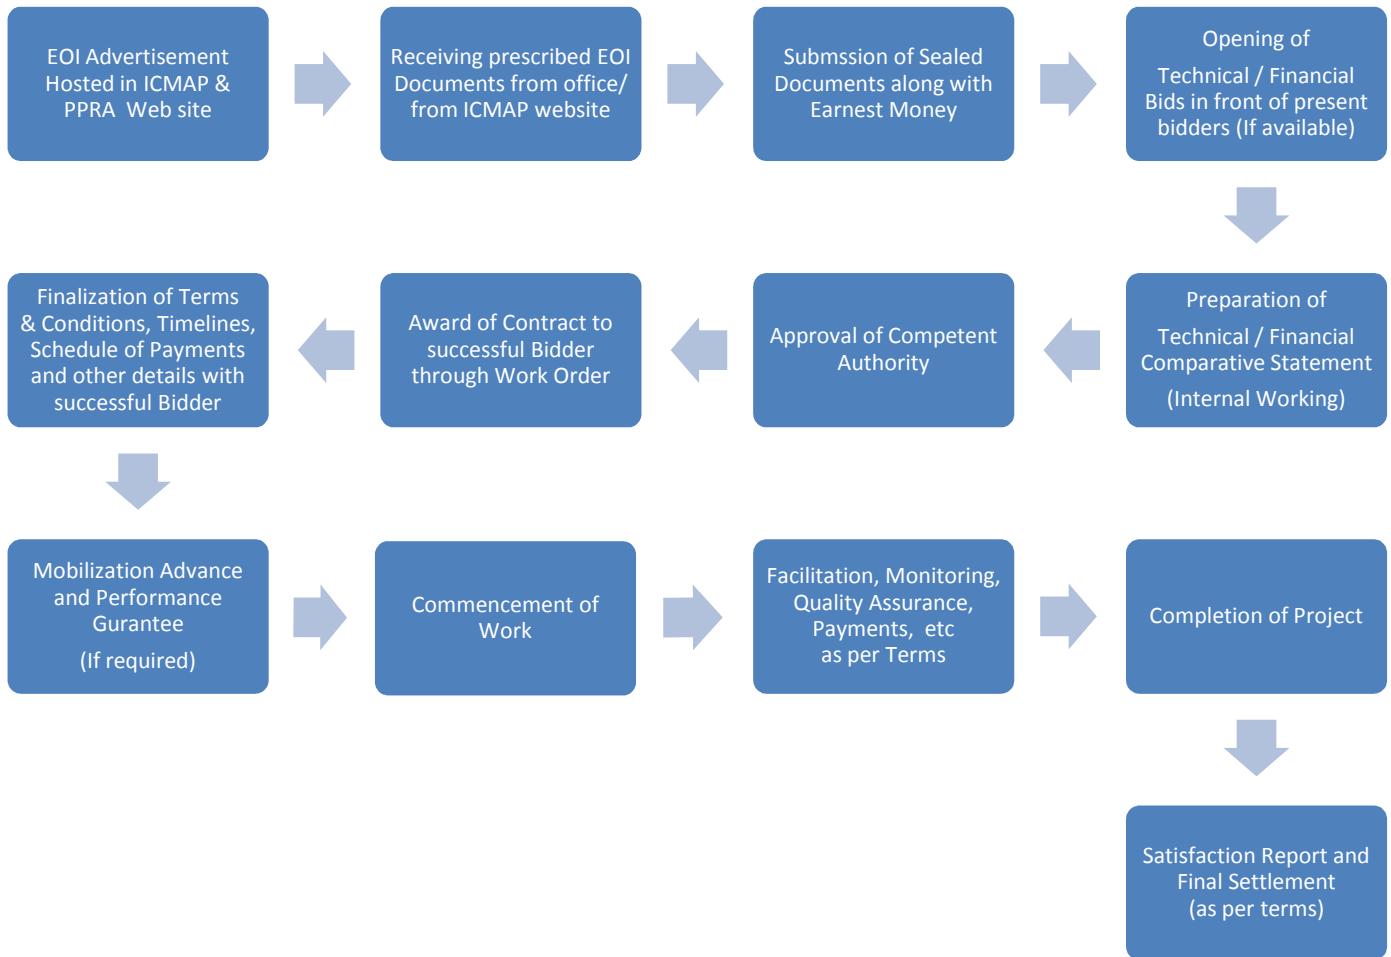 EOI Advertisement
Hosted in ICMAP &
PPRA Web site
Receiving prescribed EOI
Documents from office/
from ICMAP website
Submssion of Sealed
Documents along with
Earnest Money
Opening of
Technical / Financial
Bids in front of present
bidders (If available)
Preparation of
Technical / Financial
Comparative Statement
(Internal Working)
Approval of Competent
Authority
Award of Contract to
successful Bidder
through Work Order
Finalization of Terms
& Conditions, Timelines,
Schedule of Payments
and other details with
successful Bidder
Mobilization Advance
and Performance
Gurantee
(If required)
Commencement of
Work
Facilitation, Monitoring,
Quality Assurance,
Payments, etc
as per Terms
Completion of Project
Satisfaction Report and
Final Settlement
(as per terms)